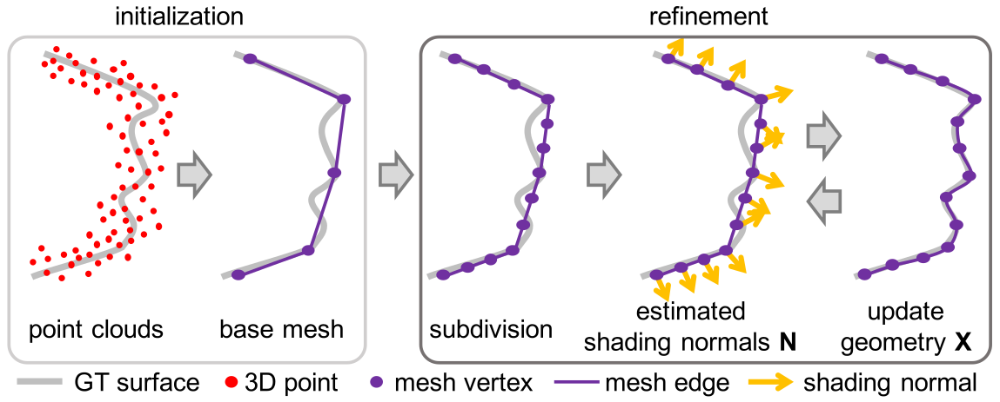 initialization
refinement
point clouds
base mesh
subdivision
estimated
shading normals N
update
geometry X
GT surface
3D point
mesh vertex
mesh edge
shading normal